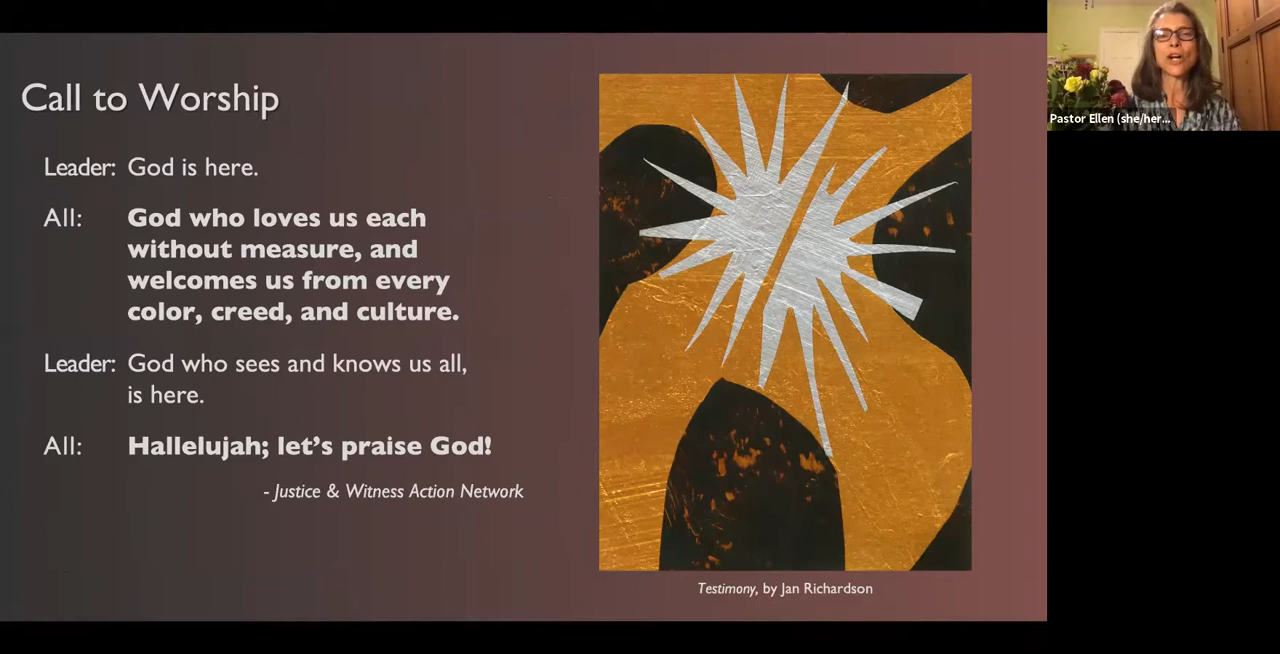 Call to Worship
Leader: God is here.
All: God who loves us each
without measure, and
welcomes us from every
color, creed, and culture.
Leader: God who sees and knows us all,
is here.
All: Hallelujah; let's praise God!
- Justice & Witness Action Network
Testimony, by Jan Richardson
Pastor Ellen (she/her...